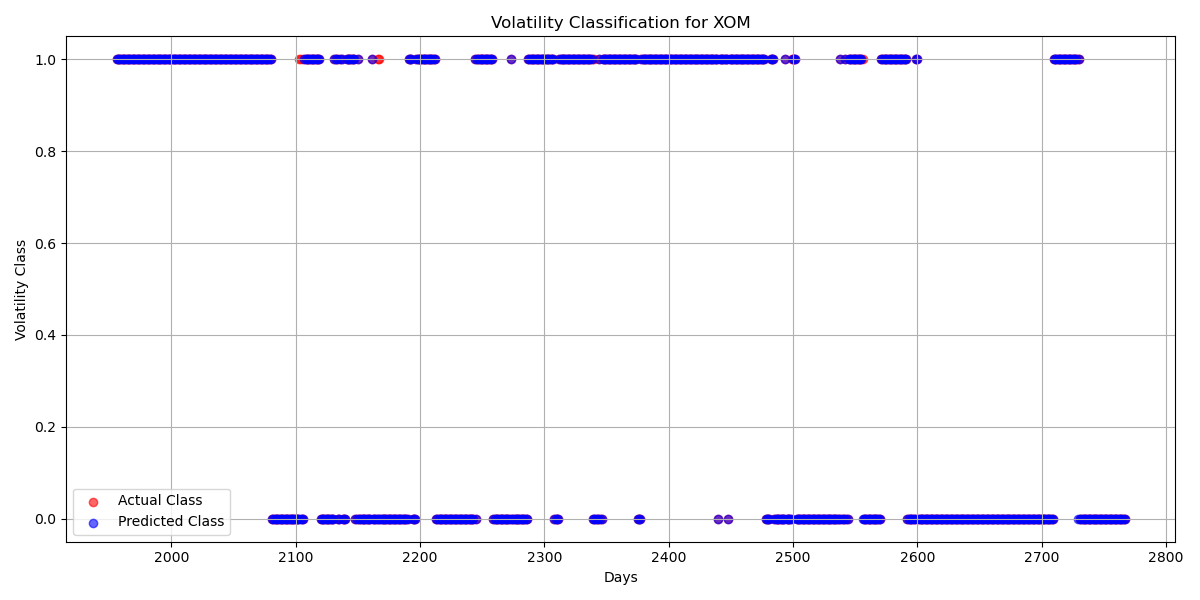 Volatility Classification for XOM
1.0
0.8
0.6
0.4
0.2
0.0
Volatility Class
Actual Class
Predicted Class
2000 2100 2200 2300 2400 2500 2600 2700 2800
Days